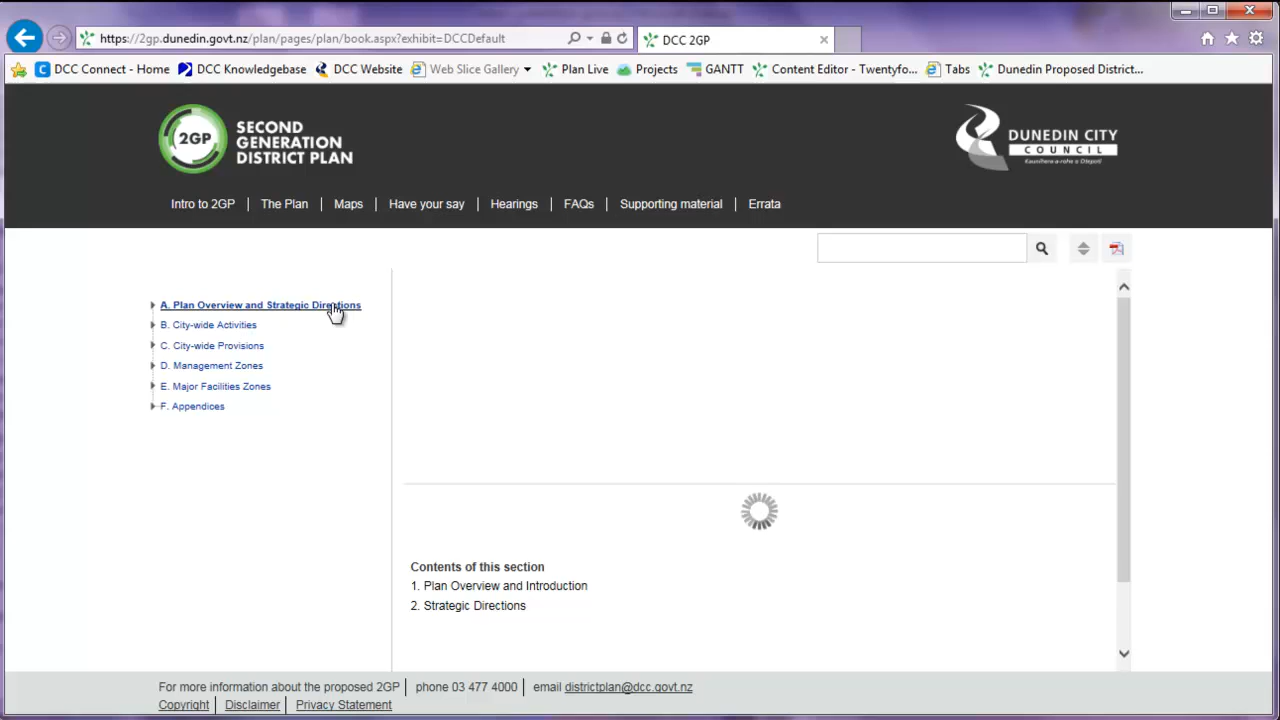 https://2gp.dunedin.govt.nz/plan/pages/plan/book.aspx?exhibit=DCCDefault
DCC 2GP
DCC Connect - Home
DCC Knowledgebase
DCC Website
Web Slice Gallery
Plan Live
Projects
GANTT
Content Editor - Twentyfo...
Tabs
Dunedin Proposed District...
2GP
SECOND
GENERATION
DISTRICT PLAN
DUNEDIN CITY
COUNCIL
Kaunihera-a-rohe o Otepoti
Intro to 2GP
The Plan
Maps
Have your say
Hearings
FAQs
Supporting material
Errata
A. Plan Overview and Strategic Directions
B. City-wide Activities
C. City-wide Provisions
D. Management Zones
E. Major Facilities Zones
F. Appendices
Contents of this section
1. Plan Overview and Introduction
2. Strategic Directions
For more information about the proposed 2GP
phone 03 477 4000
email districtplan@dcc.govt.nz
Copyright
Disclaimer
Privacy Statement